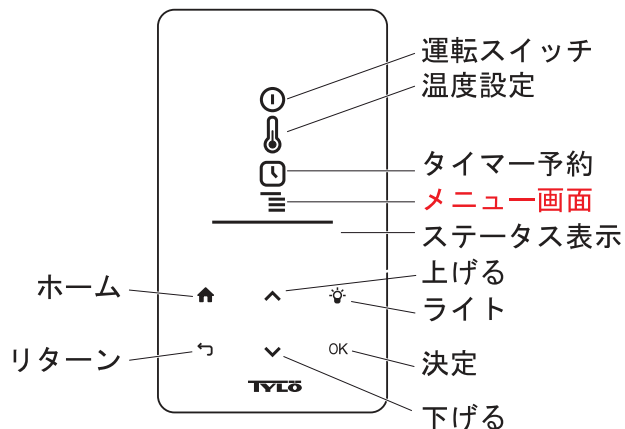 運転スイッチ
温度設定
タイマー予約
メニュー画面
ステータス表示
上げる
ホーム
ライト
リターン
OK
決定
TYLÖ
下げる